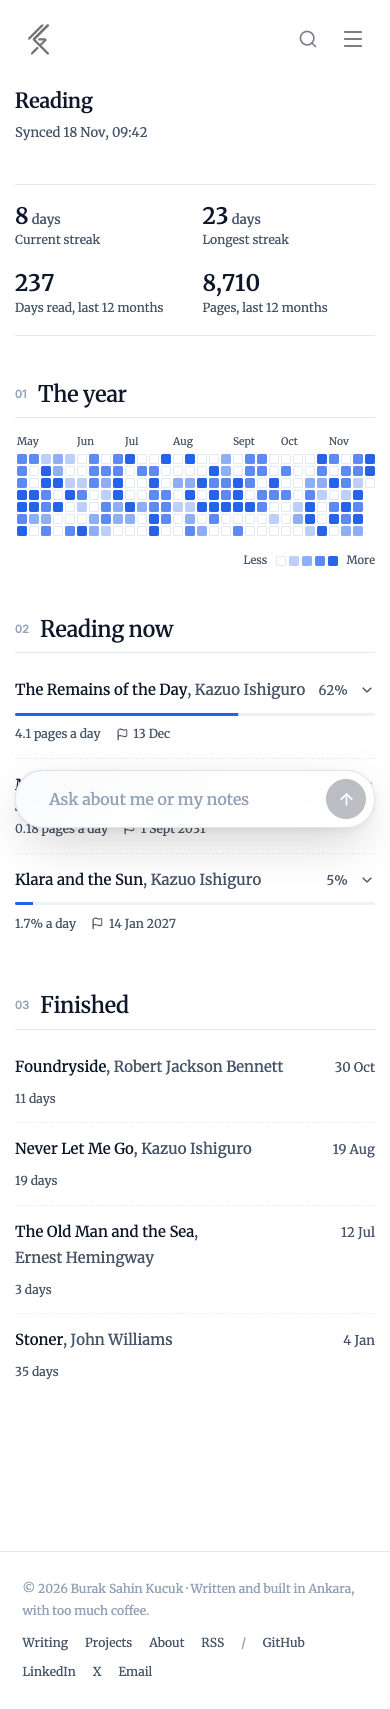 Reading
Synced 18 Nov, 09:42
8 days
Current streak
23 days
Longest streak
237
Days read, last 12 months
8,710
Pages, last 12 months
01 The year
May Jun Jul Aug Sept Oct Nov
Less More
02 Reading now
The Remains of the Day, Kazuo Ishiguro 62%
4.1 pages a day 13 Dec
Ask about me or my notes
0.18 pages a day 1 Sept 2031
Klara and the Sun, Kazuo Ishiguro 5%
1.7% a day 14 Jan 2027
03 Finished
Foundryside, Robert Jackson Bennett 30 Oct
11 days
Never Let Me Go, Kazuo Ishiguro 19 Aug
19 days
The Old Man and the Sea, 12 Jul
Ernest Hemingway
3 days
Stoner, John Williams 4 Jan
35 days
© 2026 Burak Sahin Kucuk · Written and built in Ankara,
with too much coffee.
Writing Projects About RSS / GitHub
LinkedIn X Email